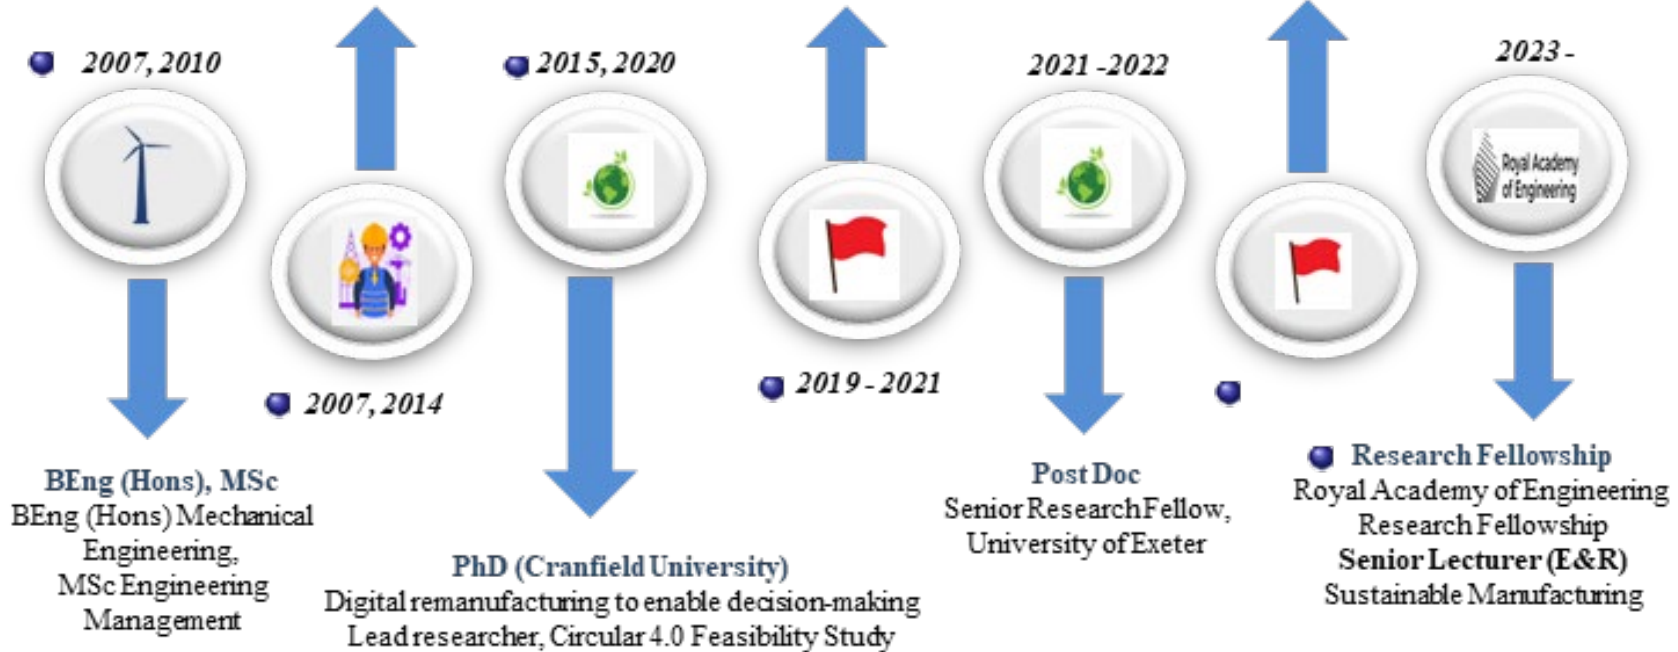 2007, 2010
BEng (Hons), MSc
BEng (Hons) Mechanical
Engineering,
MSc Engineering
Management
2007, 2014
2015, 2020
PhD (Cranfield University)
Digital remanufacturing to enable decision-making
Lead researcher, Circular 4.0 Feasibility Study
2019 - 2021
2021 -2022
Post Doc
Senior Research Fellow,
University of Exeter
2023 -
Royal Academy
of Engineering
Research Fellowship
Royal Academy of Engineering
Research Fellowship
Senior Lecturer (E&R)
Sustainable Manufacturing